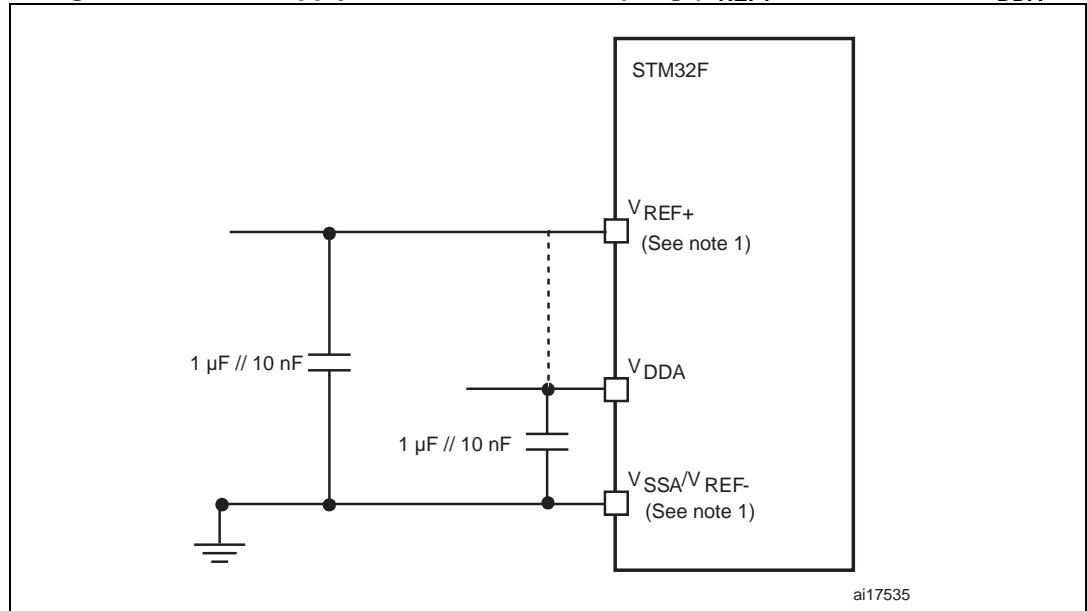 STM32F
VREF+
(See note 1)
1 µF // 10 nF
VDDA
1 µF // 10 nF
VSSA/VREF-
(See note 1)
ai17535